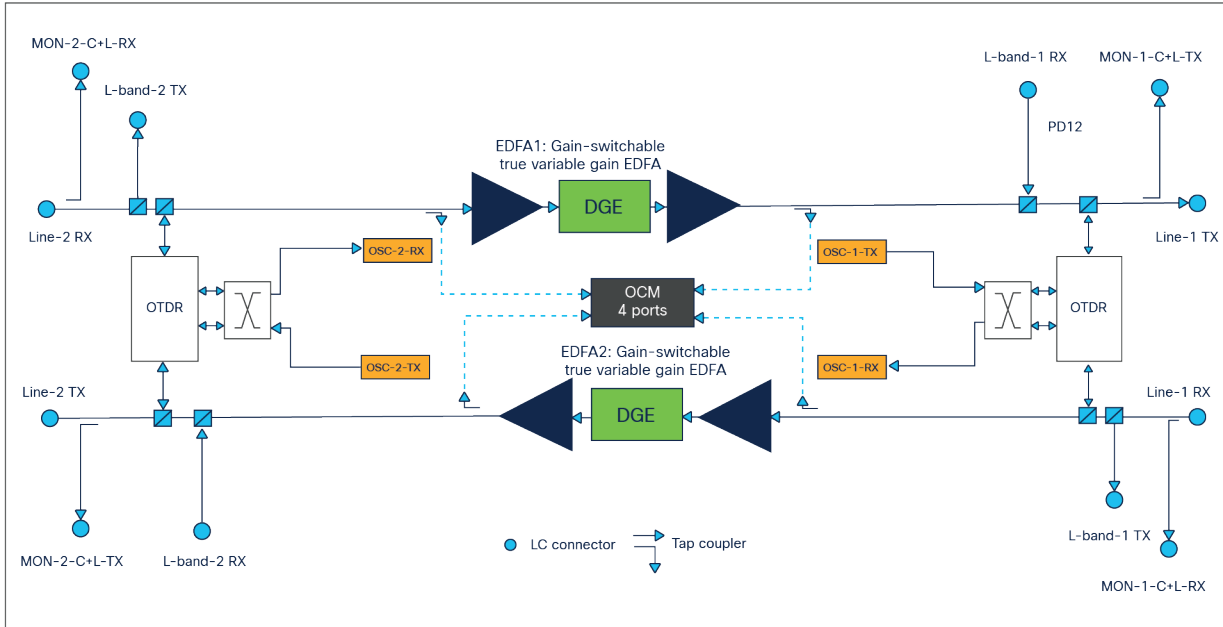 MON-2-C+L-RX
L-band-2 TX
L-band-1 RX
MON-1-C+L-TX
PD12
EDFA1: Gain-switchable
true variable gain EDFA
DGE
Line-2 RX
Line-1 TX
OSC-2-RX
OSC-1-TX
OTDR
OCM
4 ports
OTDR
OSC-2-TX
EDFA2: Gain-switchable
true variable gain EDFA
OSC-1-RX
Line-2 TX
Line-1 RX
DGE
MON-2-C+L-TX
L-band-2 RX
LC connector
Tap coupler
L-band-1 TX
MON-1-C+L-RX